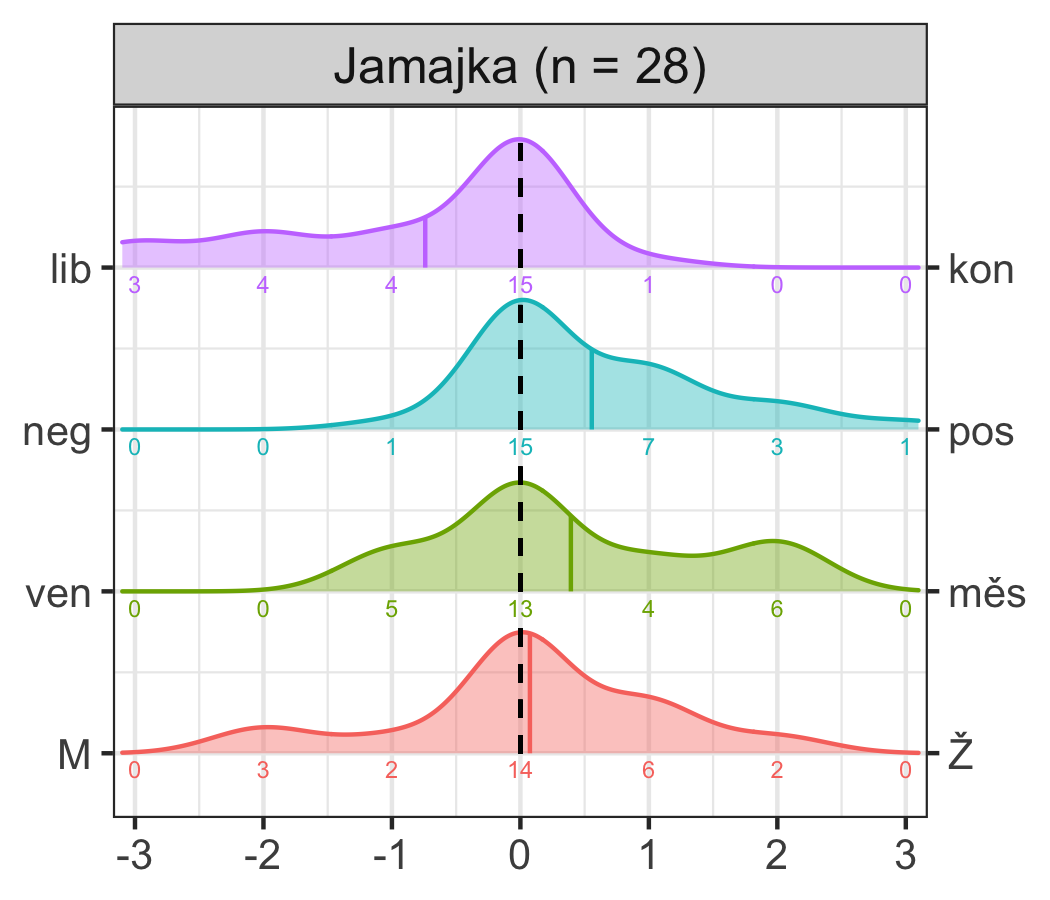 Jamajka (n = 28)
lib kon
3 4 4 15 1 0 0
neg pos
0 0 1 15 7 3 1
ven měs
0 0 5 13 4 6 0
M Ž
0 3 2 14 6 2 0
-3 -2 -1 0 1 2 3